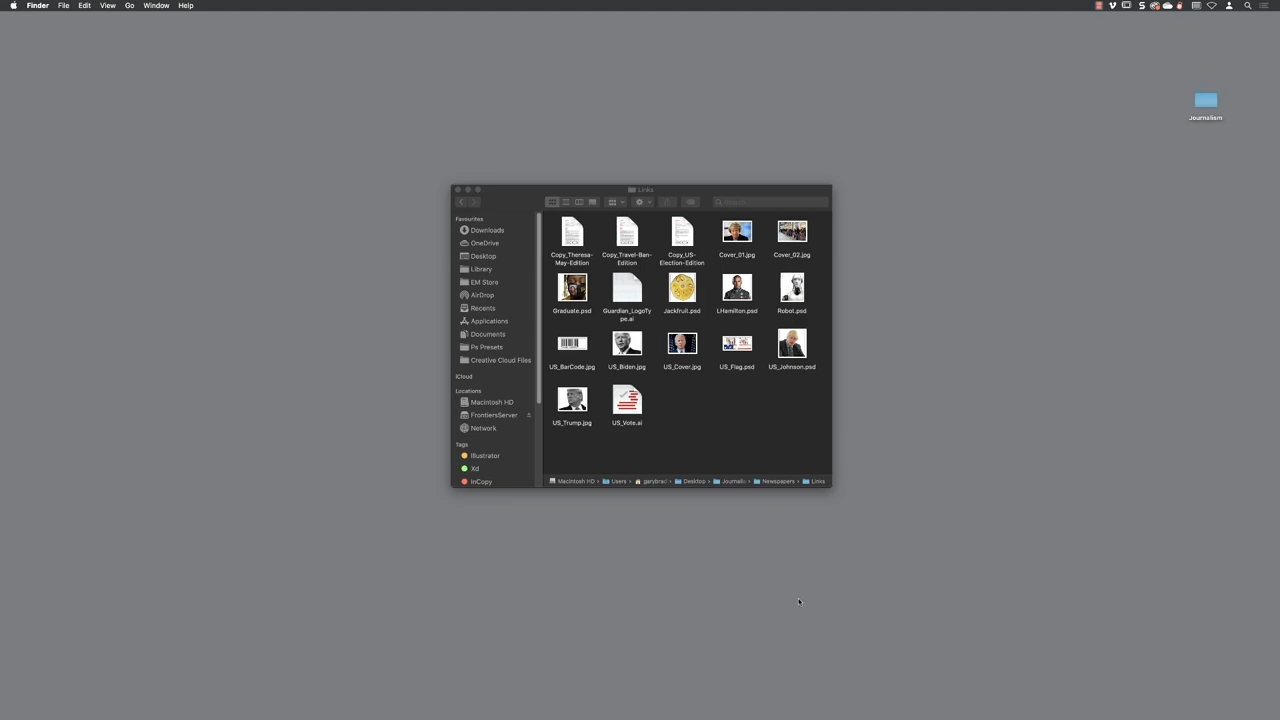 Finder File Edit View Go Window Help
Journalism
Links
Search
Favourites
Downloads
OneDrive
Desktop
Library
EM Store
AirDrop
Recents
Applications
Documents
Ps Presets
Creative Cloud Files
iCloud
Locations
Macintosh HD
FrontiersServer
Network
Tags
Illustrator
Xd
InCopy
Copy_Theresa-May-Edition
Copy_Travel-Ban-Edition
Copy_US-Election-Edition
Cover_01.jpg
Cover_02.jpg
Graduate.psd
Guardian_LogoType.ai
Jackfruit.psd
LHamilton.psd
Robot.psd
US_BarCode.jpg
US_Biden.jpg
US_Cover.jpg
US_Flag.psd
US_Johnson.psd
US_Trump.jpg
US_Vote.ai
Macintosh HD › Users › garybrad › Desktop › Journalis › Newspapers › Links